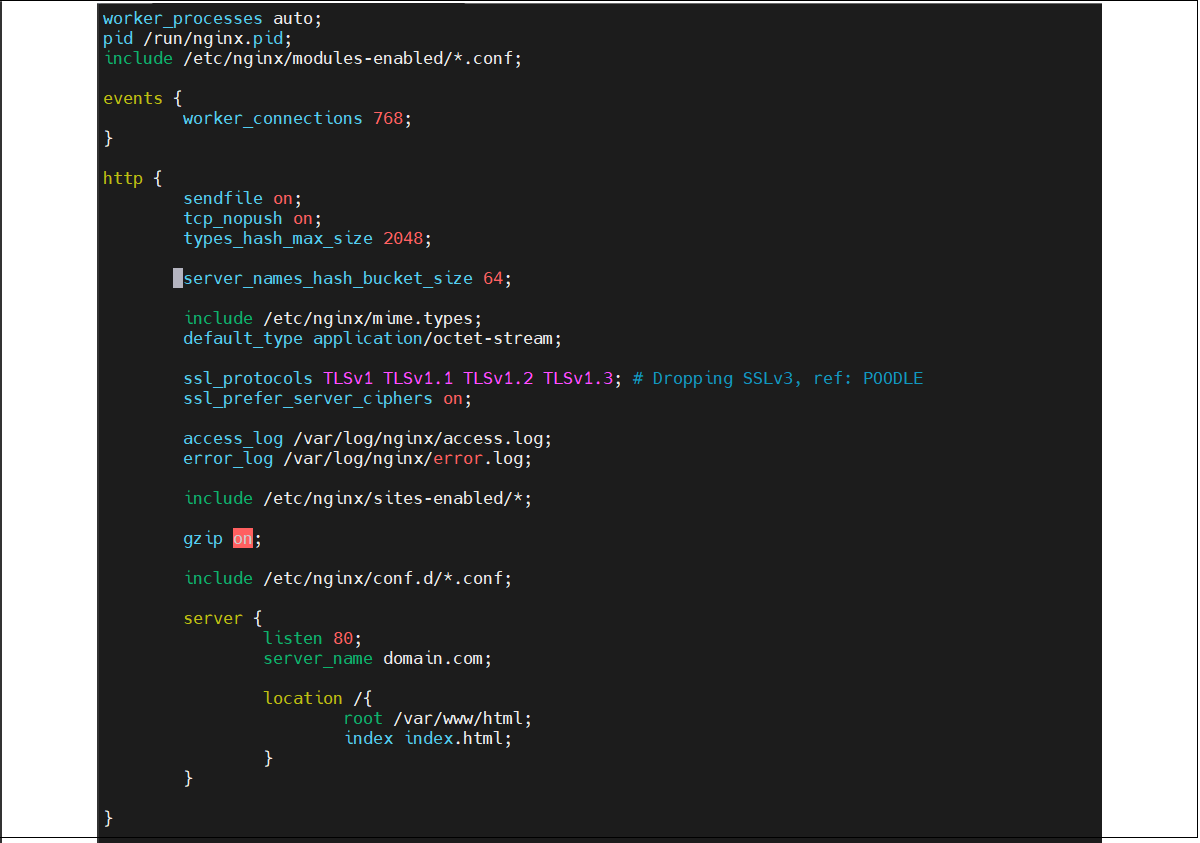 worker_processes auto;
pid /run/nginx.pid;
include /etc/nginx/modules-enabled/*.conf;
events {
worker_connections 768;
}
http {
sendfile on;
tcp_nopush on;
types_hash_max_size 2048;
server_names_hash_bucket_size 64;
include /etc/nginx/mime.types;
default_type application/octet-stream;
ssl_protocols TLSv1 TLSv1.1 TLSv1.2 TLSv1.3; # Dropping SSLv3, ref: POODLE
ssl_prefer_server_ciphers on;
access_log /var/log/nginx/access.log;
error_log /var/log/nginx/error.log;
include /etc/nginx/sites-enabled/*;
gzip on;
include /etc/nginx/conf.d/*.conf;
server {
listen 80;
server_name domain.com;
location /{
root /var/www/html;
index index.html;
}
}
}